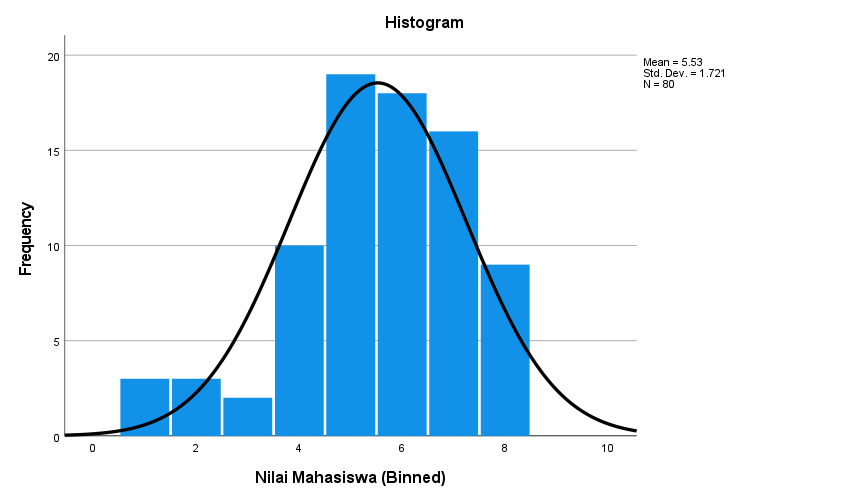 Histogram
Mean = 5.53
Std. Dev. = 1.721
N = 80
20
15
10
5
0
Frequency
0 2 4 6 8 10
Nilai Mahasiswa (Binned)